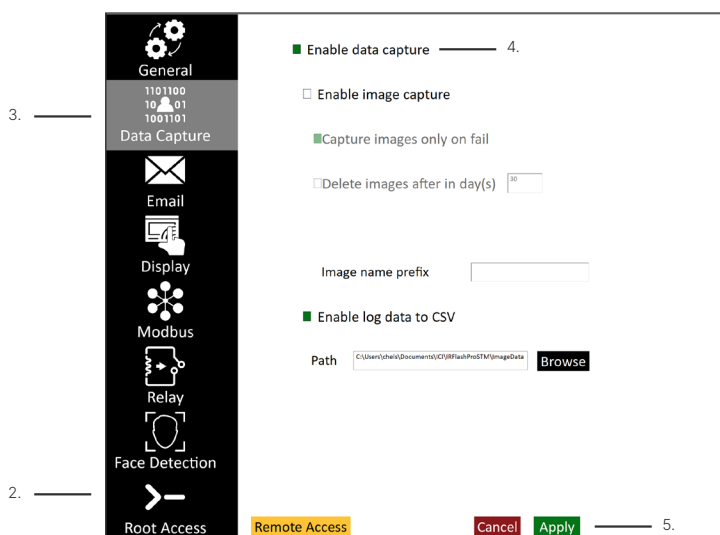 General
1101100
10 01
1001101
Data Capture
3.
Email
Display
Modbus
Relay
Face Detection
2.
Root Access
Enable data capture
4.
Enable image capture
Capture images only on fail
Delete images after in day(s) 30
Image name prefix
Enable log data to CSV
Path C:\Users\cheis\Documents\ICI\IRFlashProSTM\ImageData Browse
Remote Access Cancel Apply
5.